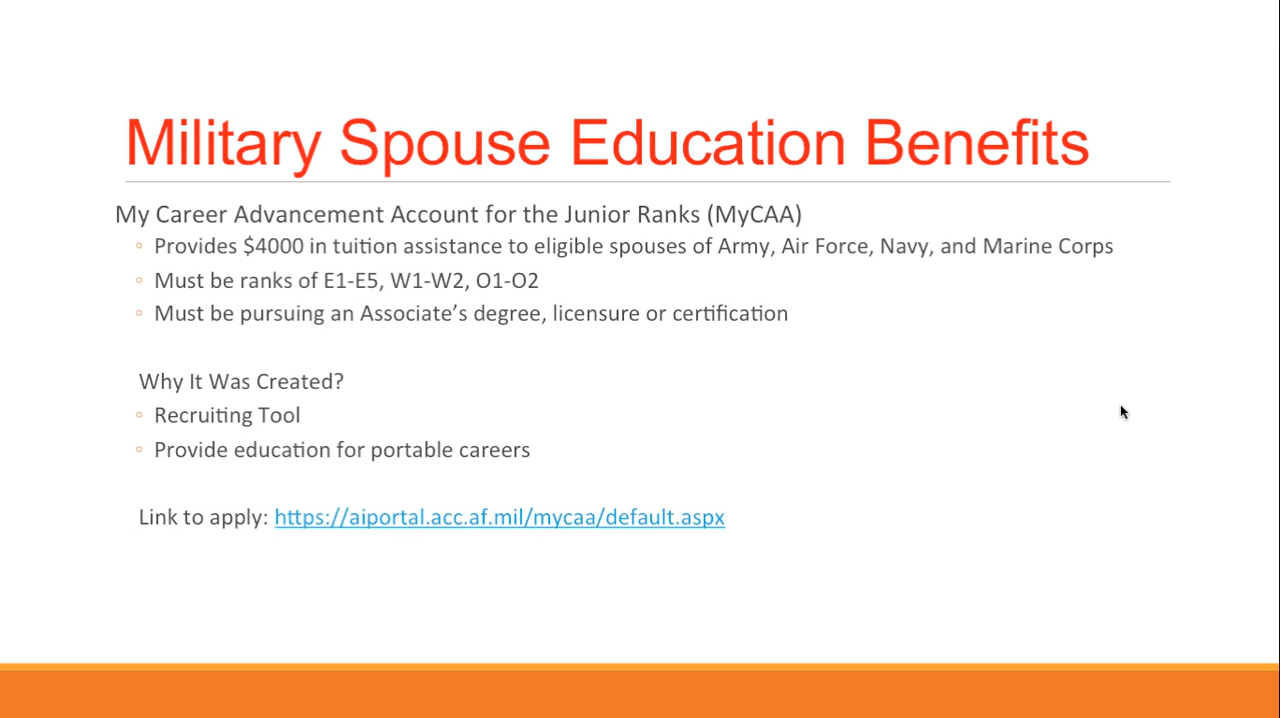 Military Spouse Education Benefits
My Career Advancement Account for the Junior Ranks (MyCAA)
◦ Provides $4000 in tuition assistance to eligible spouses of Army, Air Force, Navy, and Marine Corps
◦ Must be ranks of E1-E5, W1-W2, O1-O2
◦ Must be pursuing an Associate’s degree, licensure or certification
Why It Was Created?
◦ Recruiting Tool
◦ Provide education for portable careers
Link to apply: https://aiportal.acc.af.mil/mycaa/default.aspx